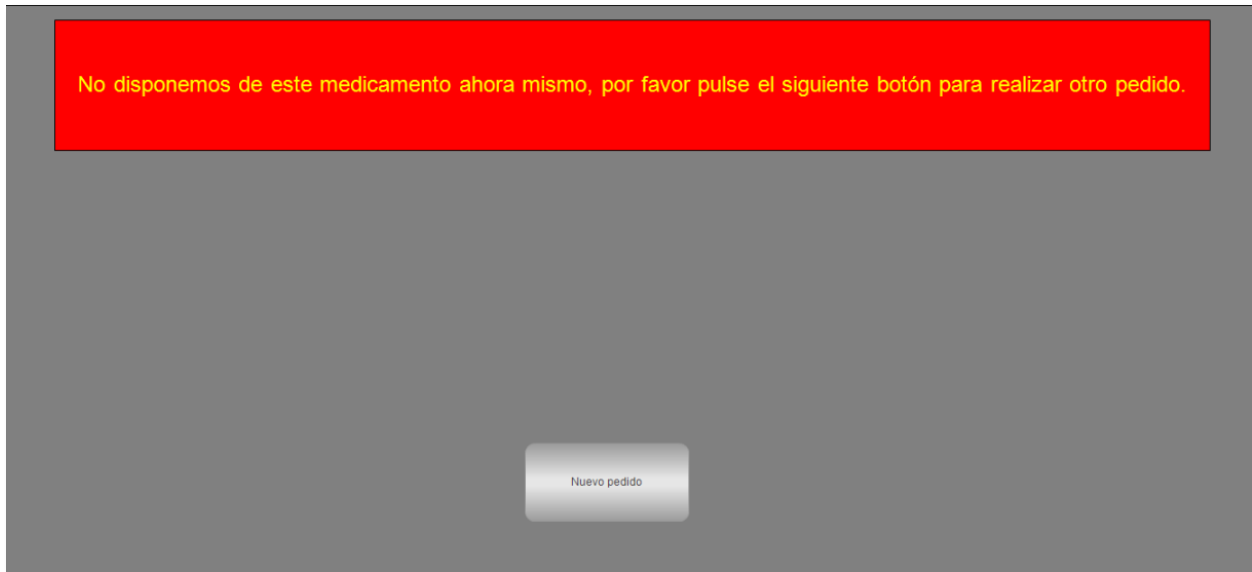 No disponemos de este medicamento ahora mismo, por favor pulse el siguiente botón para realizar otro pedido.
Nuevo pedido